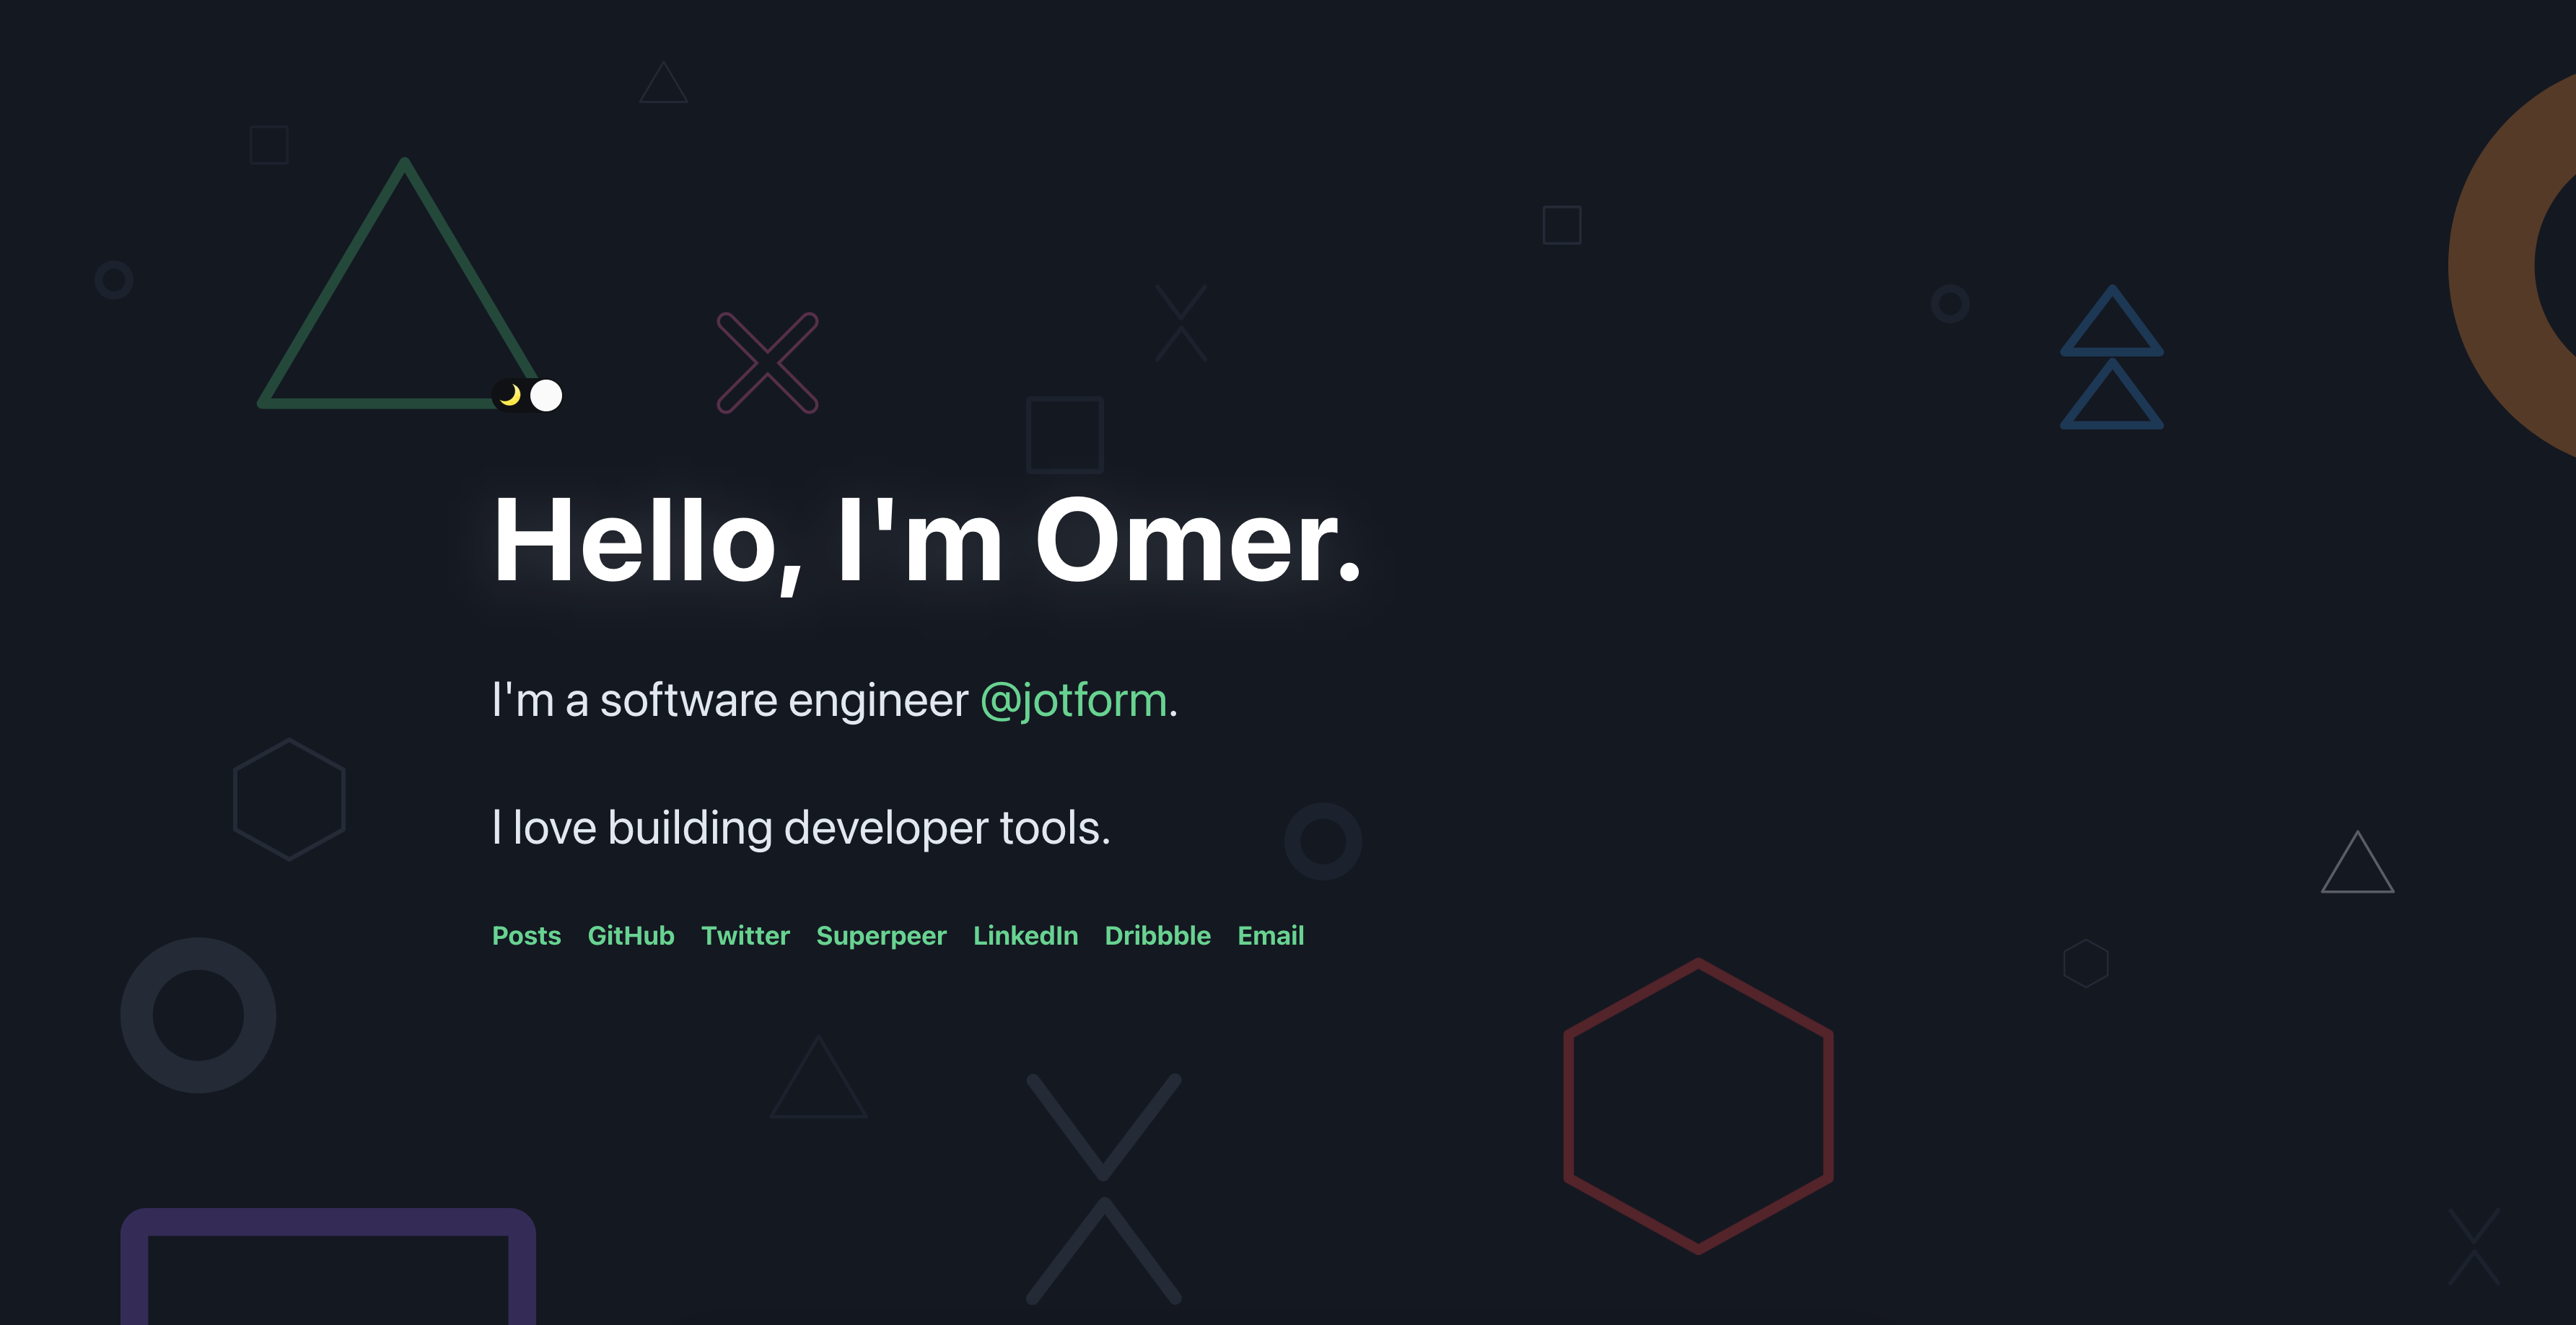 Hello, I'm Omer.
I'm a software engineer @jotform.
I love building developer tools.
Posts GitHub Twitter Superpeer LinkedIn Dribbble Email